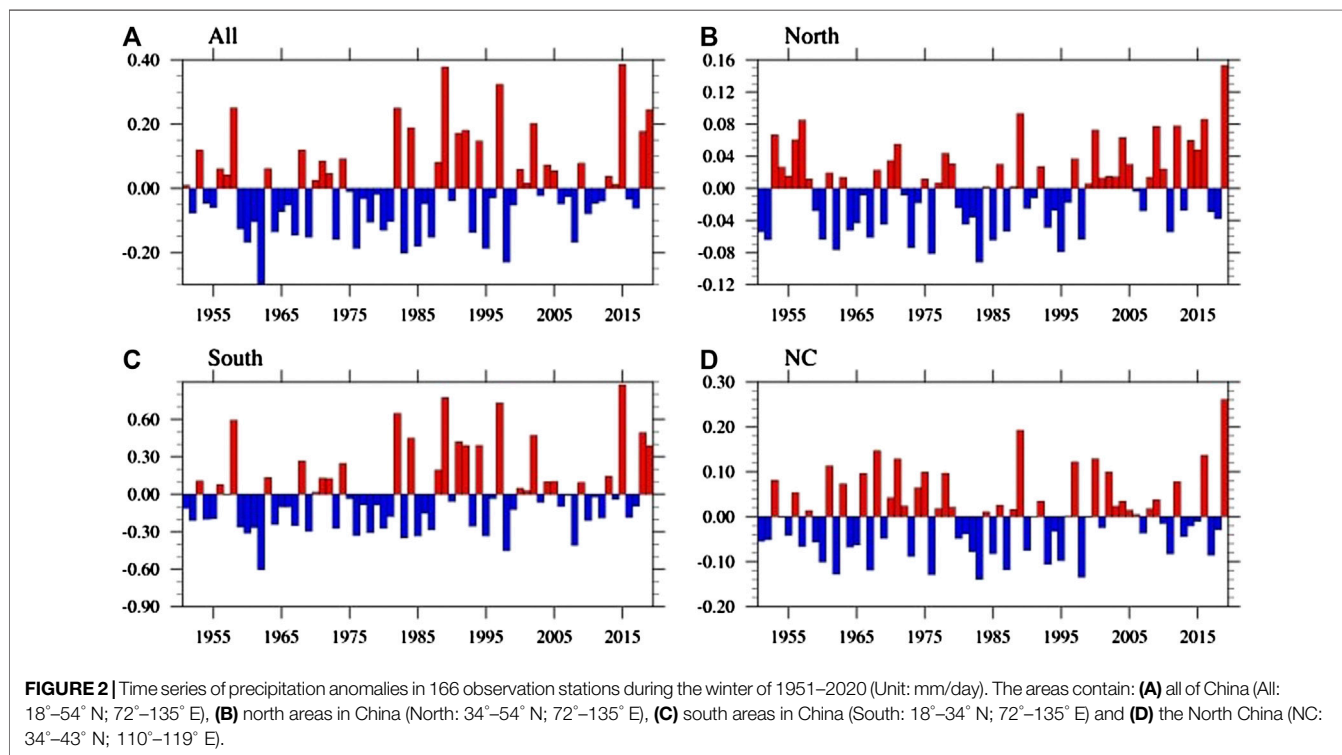 A All
0.40
0.20
0.00
-0.20
1955 1965 1975 1985 1995 2005 2015
B North
0.16
0.12
0.08
0.04
0.00
-0.04
-0.08
-0.12
1955 1965 1975 1985 1995 2005 2015
C South
0.60
0.30
0.00
-0.30
-0.60
-0.90
1955 1965 1975 1985 1995 2005 2015
D NC
0.30
0.20
0.10
0.00
-0.10
-0.20
1955 1965 1975 1985 1995 2005 2015
FIGURE 2 | Time series of precipitation anomalies in 166 observation stations during the winter of 1951–2020 (Unit: mm/day). The areas contain: (A) all of China (All:
18°–54° N; 72°–135° E), (B) north areas in China (North: 34°–54° N; 72°–135° E), (C) south areas in China (South: 18°–34° N; 72°–135° E) and (D) the North China (NC:
34°–43° N; 110°–119° E).